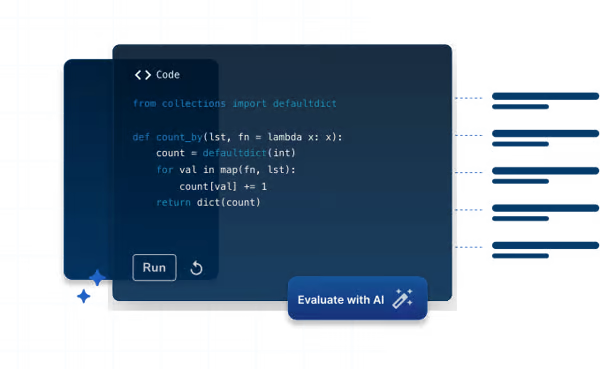 Code
from collections import defaultdict
def count_by(lst, fn = lambda x: x):
    count = defaultdict(int)
    for val in map(fn, lst):
        count[val] += 1
    return dict(count)
Run
Evaluate with AI